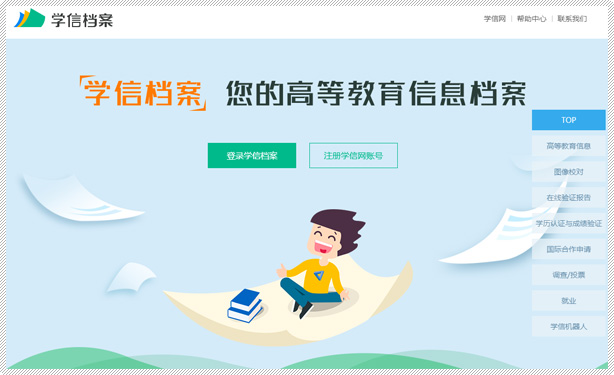 学信档案
学信网 | 帮助中心 | 联系我们
学信档案 您的高等教育信息档案
登录学信档案 注册学信网账号
TOP
高等教育信息
图像校对
在线验证报告
学历认证与成绩验证
国际合作申请
调查/投票
就业
学信机器人